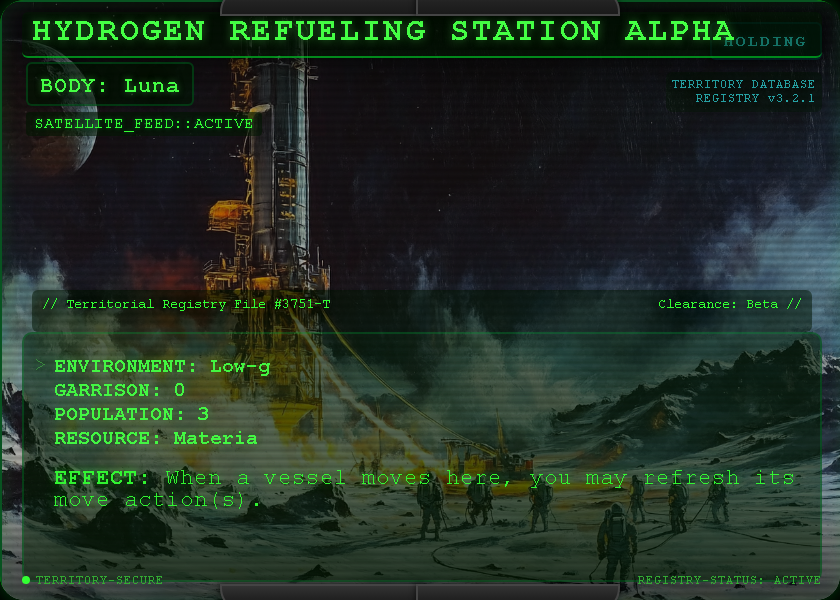 HYDROGEN REFUELING STATION ALPHA
HOLDING
BODY: Luna
TERRITORY DATABASE
REGISTRY v3.2.1
SATELLITE_FEED::ACTIVE
// Territorial Registry File #3751-T
Clearance: Beta //
> ENVIRONMENT: Low-g
GARRISON: 0
POPULATION: 3
RESOURCE: Materia
EFFECT: When a vessel moves here, you may refresh its
move action(s).
TERRITORY-SECURE
REGISTRY-STATUS: ACTIVE